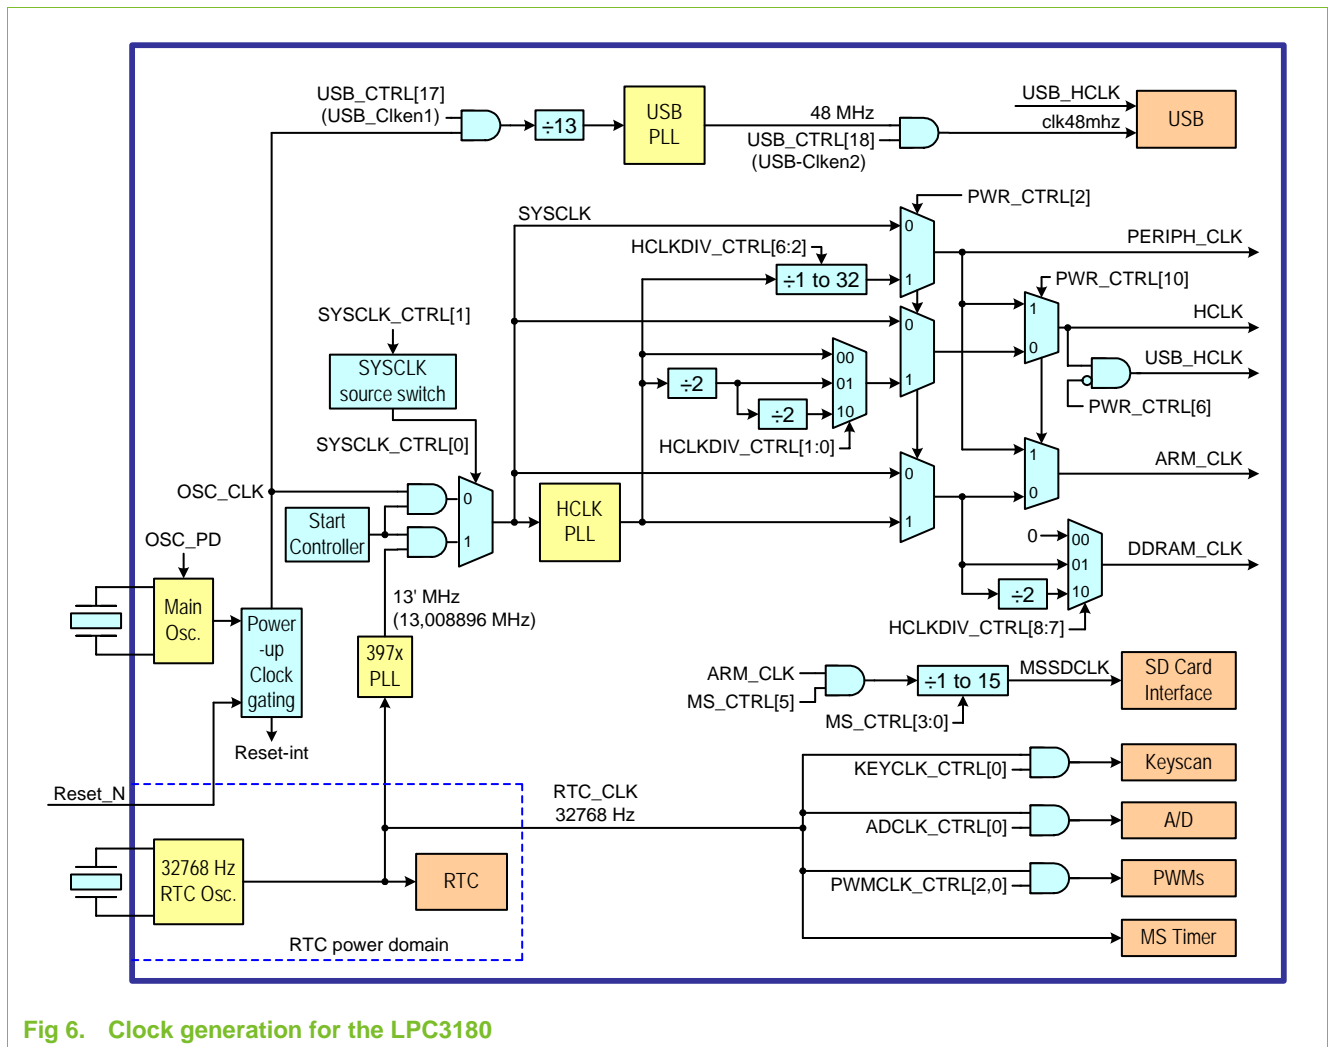 USB_CTRL[17]
(USB_Clken1)
÷13
USB
PLL
48 MHz
USB_CTRL[18]
(USB-Clken2)
USB_HCLK
clk48mhz
USB
SYSCLK
PWR_CTRL[2]
0
1
HCLKDIV_CTRL[6:2]
÷1 to 32
PERIPH_CLK
PWR_CTRL[10]
1
0
HCLK
SYSCLK_CTRL[1]
SYSCLK
source switch
0
1
00
01
10
÷2
÷2
USB_HCLK
PWR_CTRL[6]
HCLKDIV_CTRL[1:0]
SYSCLK_CTRL[0]
OSC_CLK
0
1
Start
Controller
HCLK
PLL
0
1
1
0
ARM_CLK
0
00
01
10
÷2
DDRAM_CLK
HCLKDIV_CTRL[8:7]
OSC_PD
Main
Osc.
Power
-up
Clock
gating
Reset-int
13' MHz
(13,008896 MHz)
397x
PLL
ARM_CLK
MS_CTRL[5]
÷1 to 15
MS_CTRL[3:0]
MSSDCLK
SD Card
Interface
Reset_N
RTC_CLK
32768 Hz
KEYCLK_CTRL[0]
Keyscan
ADCLK_CTRL[0]
A/D
PWMCLK_CTRL[2,0]
PWMs
MS Timer
32768 Hz
RTC Osc.
RTC
RTC power domain
Fig 6. Clock generation for the LPC3180